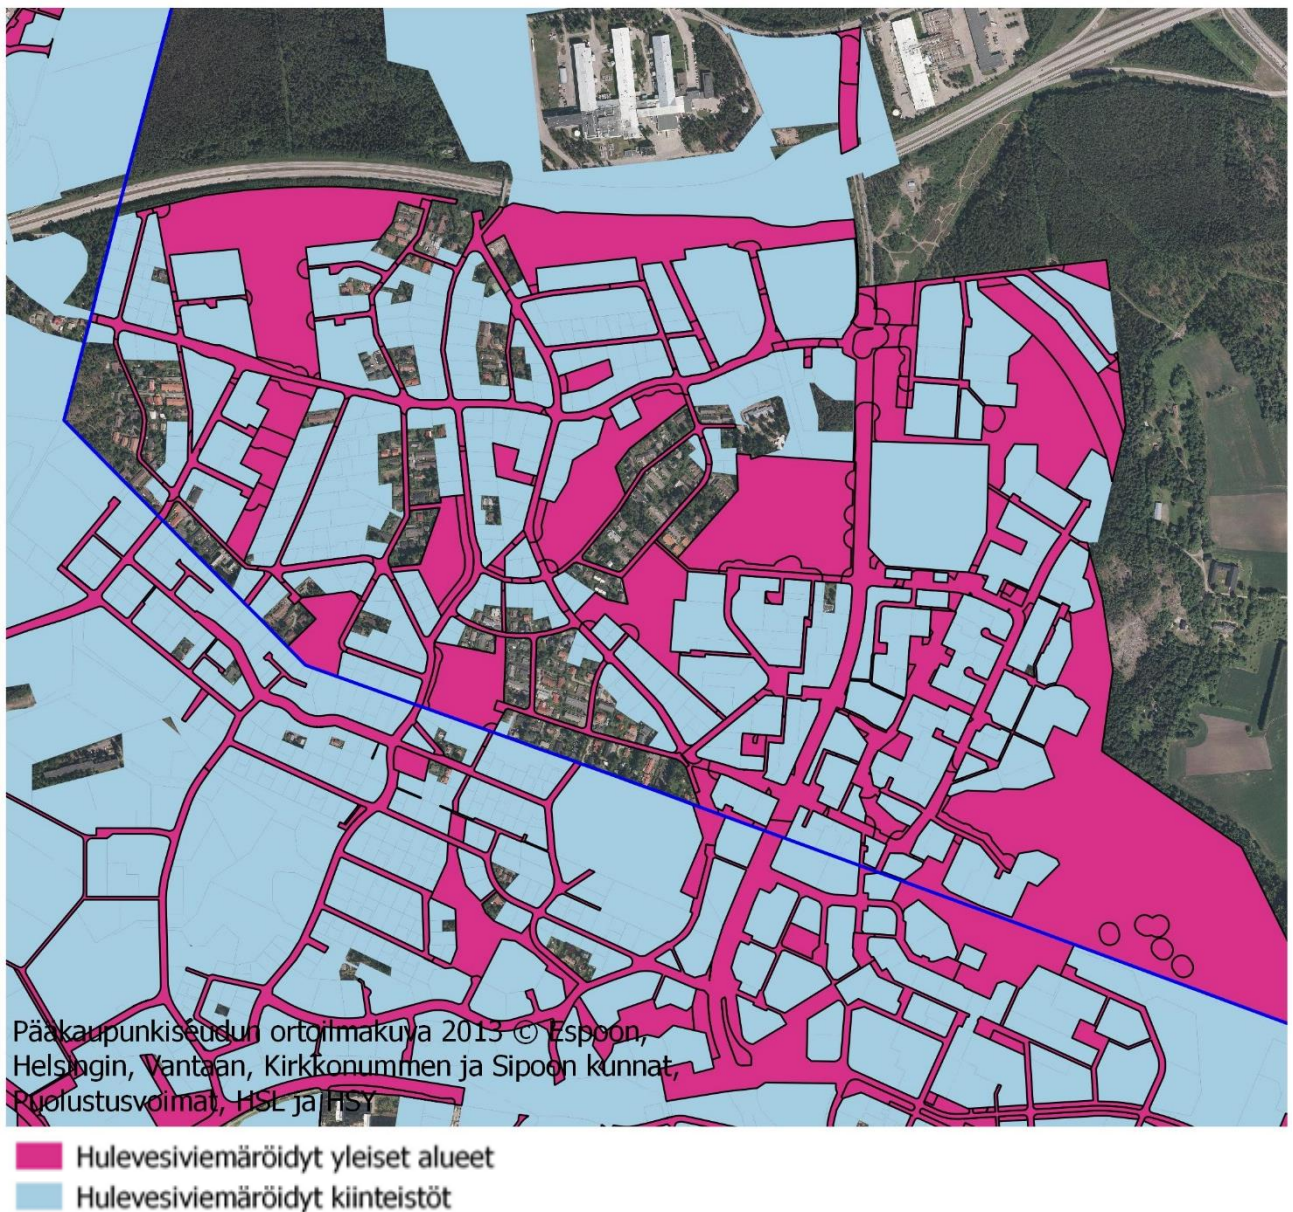 Pääkaupunkiseudun ortoilmakuva 2013 © Espoon,
Helsingin, Vantaan, Kirkkonummen ja Sipoon kunnat,
Puolustusvoimat, HSL ja HSY
Hulevesiviemäröidyt yleiset alueet
Hulevesiviemäröidyt kiinteistöt